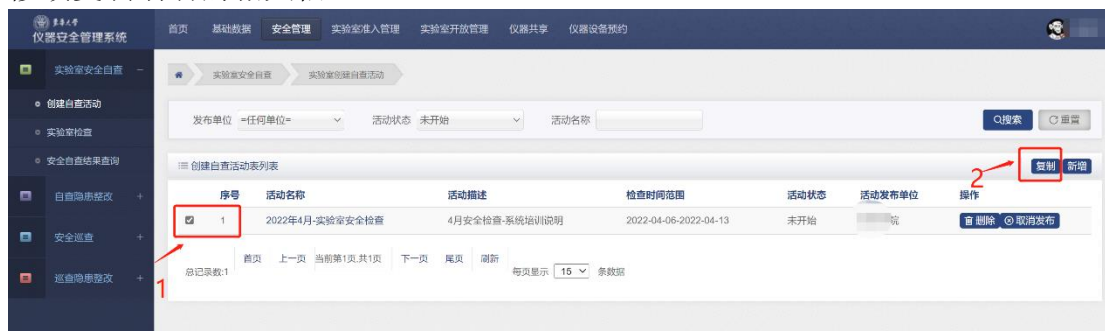 仪器安全管理系统
首页 基础数据 安全管理 实验室准入管理 实验室开放管理 仪器共享 仪器设备预约
实验室安全自查
创建自查活动
实验室检查
安全自查结果查询
自查隐患整改
安全巡查
巡查隐患整改
实验室安全自查 实验室创建自查活动
发布单位 =任何单位= 活动状态 未开始 活动名称 搜索 重置
创建自查活动表列表 复制 新增
序号 活动名称 活动描述 检查时间范围 活动状态 活动发布单位 操作
1 2022年4月-实验室安全检查 4月安全检查-系统培训说明 2022-04-06-2022-04-13 未开始 院 删除 取消发布
总记录数:1 首页 上一页 当前第1页,共1页 下一页 尾页 刷新 每页显示 15 条数据
1
2